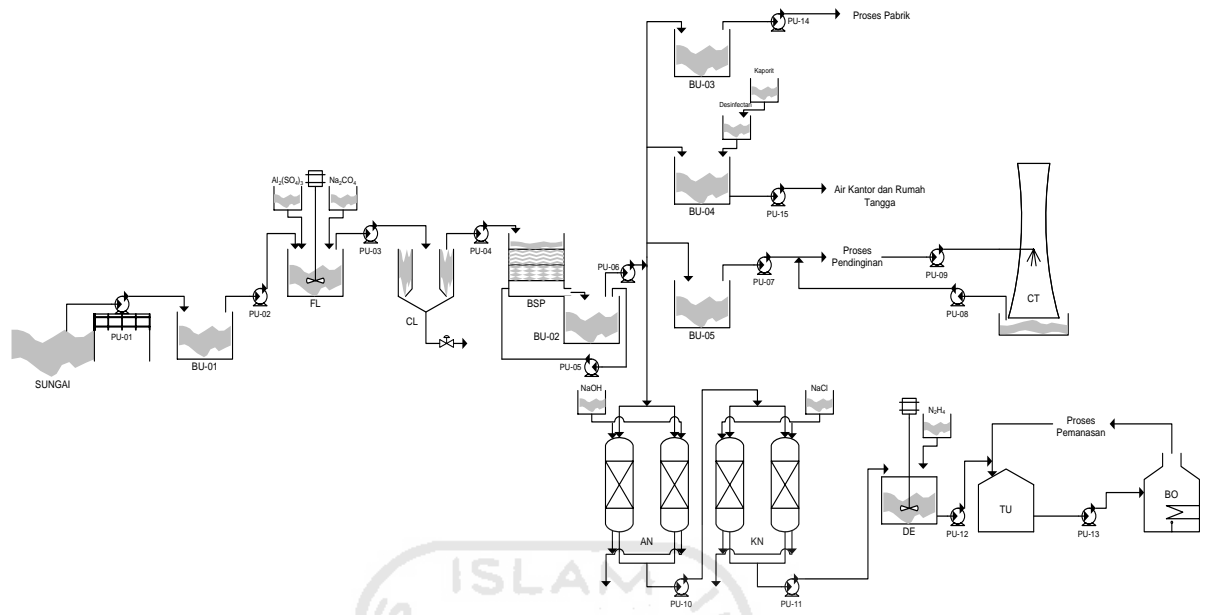 PU-14
Proses Pabrik
BU-03
Kaporit
Desinfectan
BU-04
PU-15
Air Kantor dan Rumah
Tangga
Al2(SO4)3
Na2CO4
PU-03
PU-04
PU-06
PU-07
Proses
Pendinginan
PU-09
PU-08
CT
PU-01
SUNGAI
BU-01
PU-02
FL
CL
BSP
BU-02
PU-05
BU-05
NaOH
NaCl
N2H4
Proses
Pemanasan
AN
KN
DE
PU-12
TU
PU-13
BO
PU-10
PU-11
ISLAM